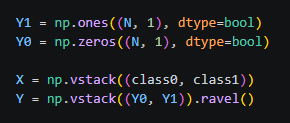 Y1 = np.ones((N, 1), dtype=bool)
Y0 = np.zeros((N, 1), dtype=bool)
X = np.vstack((class0, class1))
Y = np.vstack((Y0, Y1)).ravel()